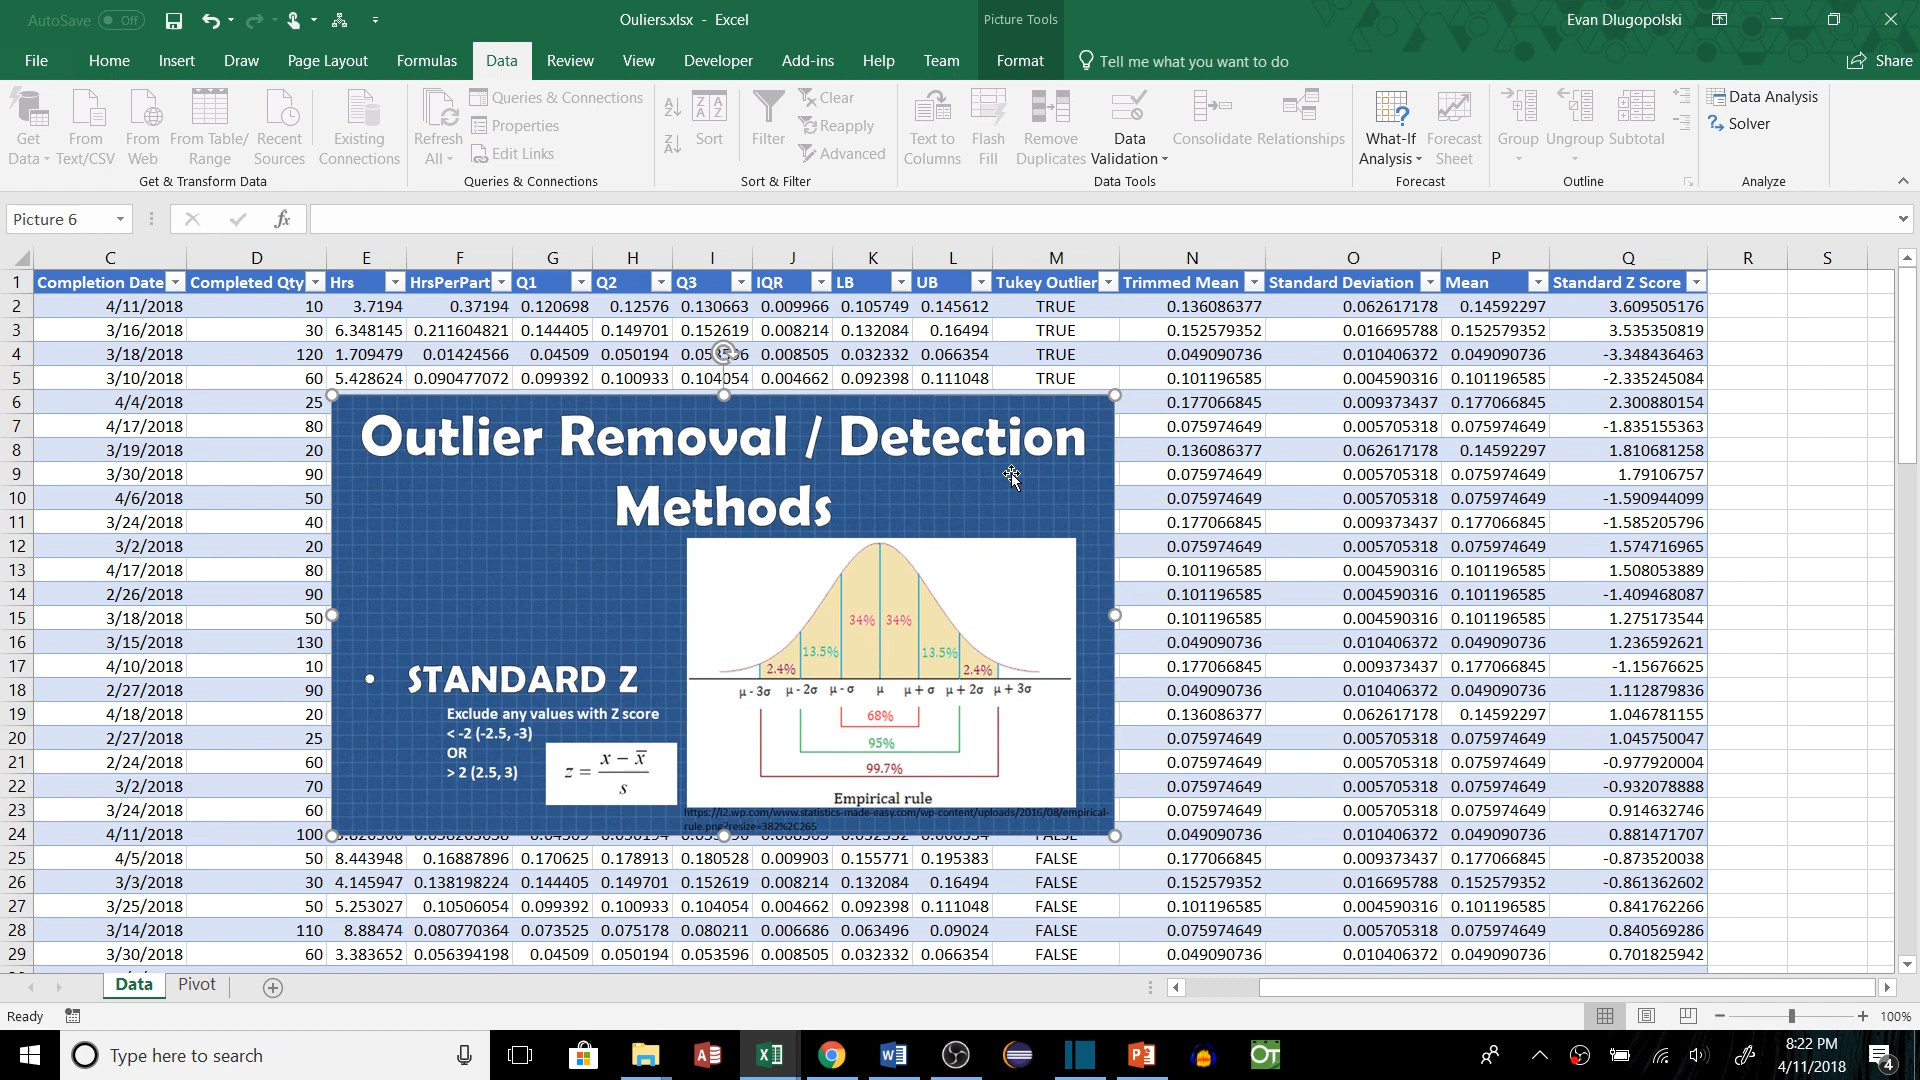 AutoSave Off Ouliers.xlsx - Excel Picture Tools Evan Dlugopolski
File Home Insert Draw Page Layout Formulas Data Review View Developer Add-ins Help Team Format Tell me what you want to do Share
Get Data From Text/CSV From Web From Table/ Range Recent Sources Existing Connections Refresh All Queries & Connections Properties Edit Links Sort Filter Clear Reapply Advanced Text to Columns Flash Fill Remove Duplicates Data Validation Consolidate Relationships What-If Analysis Forecast Sheet Group Ungroup Subtotal Data Analysis Solver
Get & Transform Data Queries & Connections Sort & Filter Data Tools Forecast Outline Analyze
Picture 6 fx
C D E F G H I J K L M N O P Q R S
1 Completion Date Completed Qty Hrs HrsPerPart Q1 Q2 Q3 IQR LB UB Tukey Outlier Trimmed Mean Standard Deviation Mean Standard Z Score
2 4/11/2018 10 3.7194 0.37194 0.120698 0.12576 0.130663 0.009966 0.105749 0.145612 TRUE 0.136086377 0.062617178 0.14592297 3.609505176
3 3/16/2018 30 6.348145 0.211604821 0.144405 0.149701 0.152619 0.008214 0.132084 0.16494 TRUE 0.152579352 0.016695788 0.152579352 3.535350819
4 3/18/2018 120 1.709479 0.01424566 0.04509 0.050194 0.008505 0.032332 0.066354 TRUE 0.049090736 0.010406372 0.049090736 -3.348436463
5 3/10/2018 60 5.428624 0.090477072 0.099392 0.100933 0.104054 0.004662 0.092398 0.111048 TRUE 0.101196585 0.004590316 0.101196585 -2.335245084
6 4/4/2018 25 0.177066845 0.009373437 0.177066845 2.300880154
7 4/17/2018 80 0.075974649 0.005705318 0.075974649 -1.835155363
8 3/19/2018 20 0.136086377 0.062617178 0.14592297 1.810681258
9 3/30/2018 90 0.075974649 0.005705318 0.075974649 1.79106757
10 4/6/2018 50 0.075974649 0.005705318 0.075974649 -1.590944099
11 3/24/2018 40 0.177066845 0.009373437 0.177066845 -1.585205796
12 3/2/2018 20 0.075974649 0.005705318 0.075974649 1.574716965
13 4/17/2018 80 0.101196585 0.004590316 0.101196585 1.508053889
14 2/26/2018 90 0.101196585 0.004590316 0.101196585 -1.409468087
15 3/18/2018 50 0.101196585 0.004590316 0.101196585 1.275173544
16 3/15/2018 130 0.049090736 0.010406372 0.049090736 1.236592621
17 4/10/2018 10 0.177066845 0.009373437 0.177066845 -1.15676625
18 2/27/2018 90 0.049090736 0.010406372 0.049090736 1.112879836
19 4/18/2018 20 0.136086377 0.062617178 0.14592297 1.046781155
20 2/27/2018 25 0.075974649 0.005705318 0.075974649 1.045750047
21 2/24/2018 60 0.075974649 0.005705318 0.075974649 -0.977920004
22 3/2/2018 70 0.075974649 0.005705318 0.075974649 -0.932078888
23 3/24/2018 60 0.075974649 0.005705318 0.075974649 0.914632746
24 4/11/2018 100 0.049090736 0.010406372 0.049090736 0.881471707
25 4/5/2018 50 8.443948 0.16887896 0.170625 0.178913 0.180528 0.009903 0.155771 0.195383 FALSE 0.177066845 0.009373437 0.177066845 -0.873520038
26 3/3/2018 30 4.145947 0.138198224 0.144405 0.149701 0.152619 0.008214 0.132084 0.16494 FALSE 0.152579352 0.016695788 0.152579352 -0.861362602
27 3/25/2018 50 5.253027 0.10506054 0.099392 0.100933 0.104054 0.004662 0.092398 0.111048 FALSE 0.101196585 0.004590316 0.101196585 0.841762266
28 3/14/2018 110 8.88474 0.080770364 0.073525 0.075178 0.080211 0.006686 0.063496 0.09024 FALSE 0.075974649 0.005705318 0.075974649 0.840569286
29 3/30/2018 60 3.383652 0.056394198 0.04509 0.050194 0.053596 0.008505 0.032332 0.066354 FALSE 0.049090736 0.010406372 0.049090736 0.701825942
Outlier Removal / Detection
Methods
• STANDARD Z
Exclude any values with Z score
< -2 (-2.5, -3)
OR
> 2 (2.5, 3)
z = x − x̅ / s
34% 34%
13.5% 13.5%
2.4% 2.4%
μ - 3σ μ - 2σ μ - σ μ μ + σ μ + 2σ μ + 3σ
68%
95%
99.7%
Empirical rule
https://i2.wp.com/www.statistics-made-easy.com/wp-content/uploads/2016/08/empirical-
rule.png?resize=382%2C265
Data Pivot
Ready 100%
Type here to search 8:22 PM
4/11/2018 4